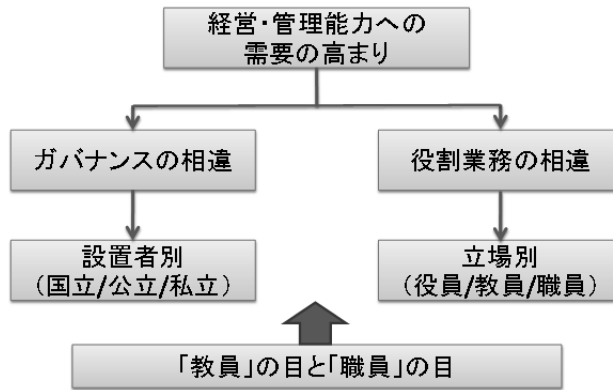 経営・管理能力への
需要の高まり
ガバナンスの相違
役割業務の相違
設置者別
（国立/公立/私立）
立場別
（役員/教員/職員）
「教員」の目と「職員」の目